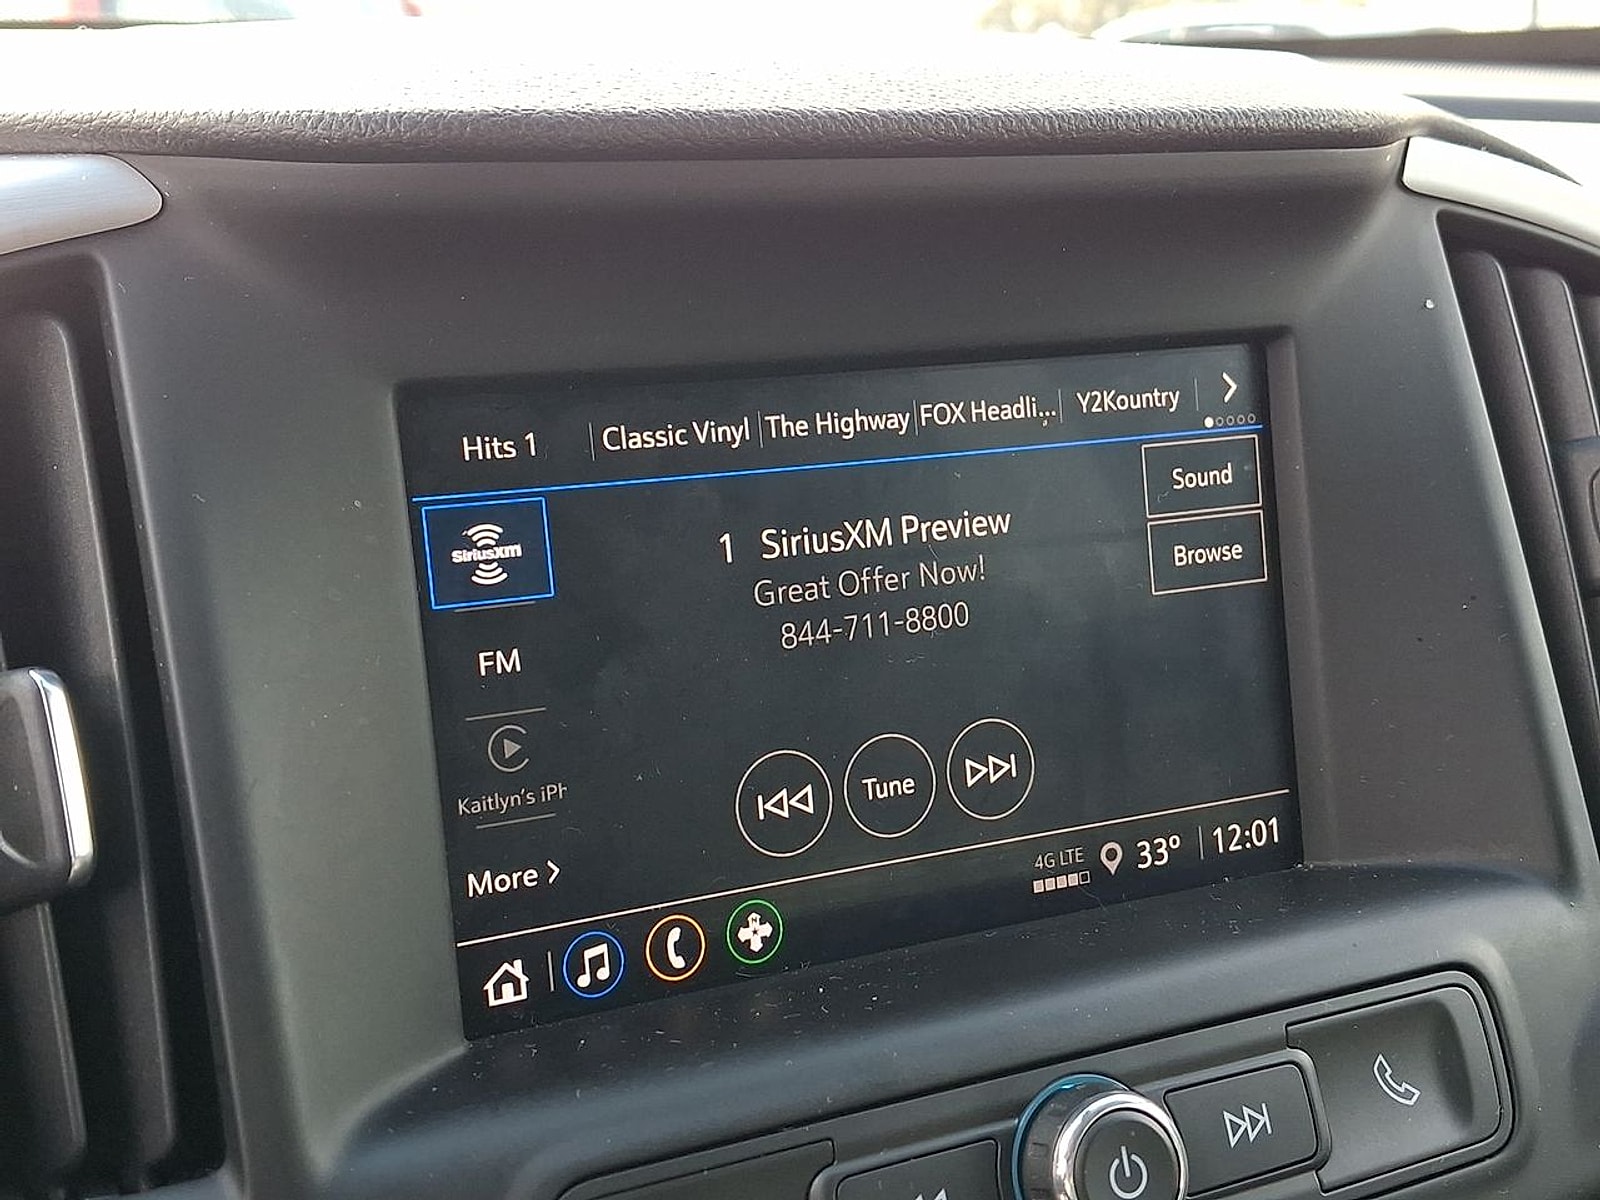 Hits 1
Classic Vinyl
The Highway
FOX Headli...
Y2Kountry
SiriusXm
Sound
1 SiriusXM Preview
Great Offer Now!
844-711-8800
Browse
FM
Kaitlyn's iPh
Tune
More
4G LTE
33°
12:01